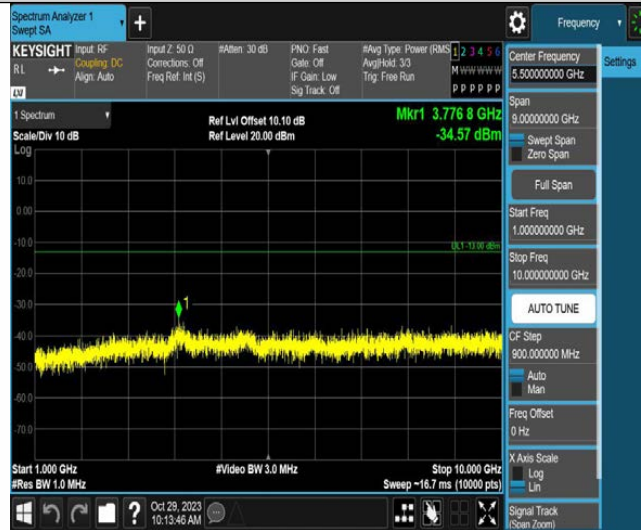 Spectrum Analyzer 1
Swept SA
+
Frequency
KEYSIGHT
RL
LXI
Input: RF
Coupling: DC
Align: Auto
Input Z: 50 Ω
Corrections: Off
Freq Ref: Int (S)
#Atten: 30 dB
PNO: Fast
Gate: Off
IF Gain: Low
Sig Track: Off
#Avg Type: Power (RMS
Avg|Hold: 3/3
Trig: Free Run
1 2 3 4 5 6
M W W W W W
P P P P P P
1 Spectrum
Scale/Div 10 dB
Ref Lvl Offset 10.10 dB
Ref Level 20.00 dBm
Mkr1 3.776 8 GHz
-34.57 dBm
Log
10.0
0.00
-10.0
DL1 -13.00 dBm
-20.0
-30.0
1
-40.0
-50.0
-60.0
-70.0
Start 1.000 GHz
#Res BW 1.0 MHz
#Video BW 3.0 MHz
Stop 10.000 GHz
Sweep ~16.7 ms (10000 pts)
?
Oct 29, 2023
10:13:46 AM
Center Frequency
5.500000000 GHz
Span
9.00000000 GHz
Swept Span
Zero Span
Full Span
Start Freq
1.000000000 GHz
Stop Freq
10.000000000 GHz
AUTO TUNE
CF Step
900.000000 MHz
Auto
Man
Freq Offset
0 Hz
X Axis Scale
Log
Lin
Signal Track
(Span Zoom)
Settings